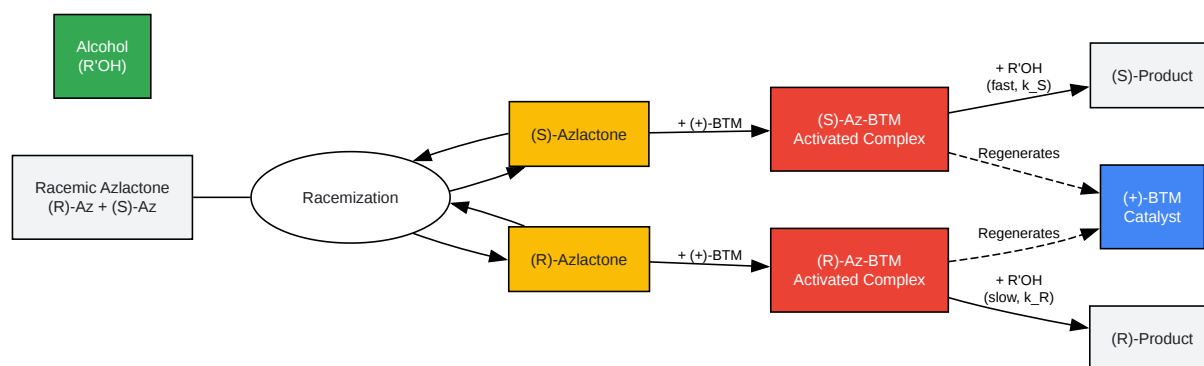 Alcohol
(R'OH)
Racemic Azlactone
(R)-Az + (S)-Az
Racemization
(S)-Azlactone
(R)-Azlactone
+ (+)-BTM
+ (+)-BTM
(S)-Az-BTM
Activated Complex
(R)-Az-BTM
Activated Complex
+ R'OH
(fast, k_S)
Regenerates
Regenerates
+ R'OH
(slow, k_R)
(S)-Product
(+)-BTM
Catalyst
(R)-Product